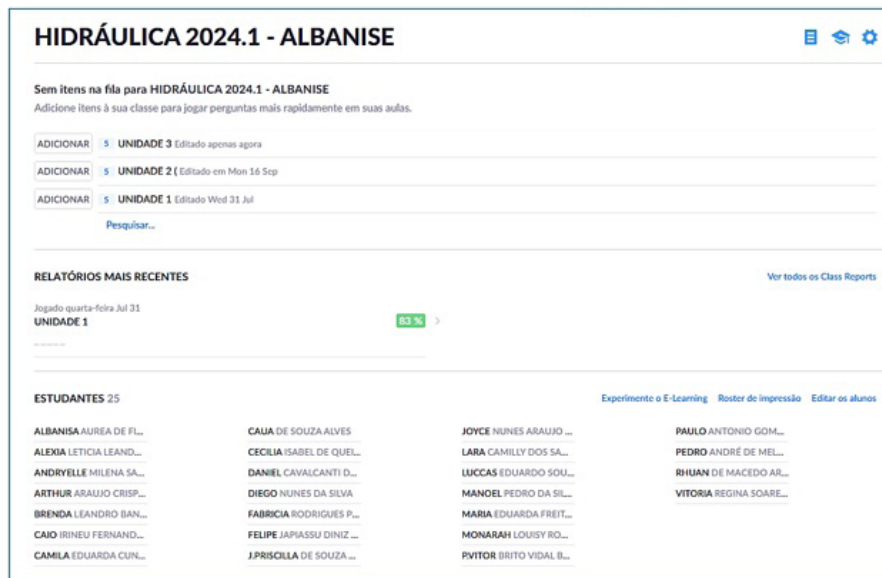 HIDRÁULICA 2024.1 - ALBANISE
Sem itens na fila para HIDRÁULICA 2024.1 - ALBANISE
Adicione itens à sua classe para jogar perguntas mais rapidamente em suas aulas.
ADICIONAR 5 UNIDADE 3 Editado apenas agora
ADICIONAR 5 UNIDADE 2 ( Editado em Mon 16 Sep
ADICIONAR 5 UNIDADE 1 Editado Wed 31 Jul
Pesquisar...
RELATÓRIOS MAIS RECENTES Ver todos os Class Reports
Jogado quarta-feira Jul 31
UNIDADE 1 83 %
-----
ESTUDANTES 25 Experimente o E-Learning Roster de impressão Editar os alunos
ALBANISA AUREA DE FI... CAUA DE SOUZA ALVES JOYCE NUNES ARAUJO ... PAULO ANTONIO GOM...
ALEXIA LETICIA LEAND... CECILIA ISABEL DE QUEI... LARA CAMILLY DOS SA... PEDRO ANDRÉ DE MEL...
ANDRYELLE MILENA SA... DANIEL CAVALCANTI D... LUCCAS EDUARDO SOU... RHUAN DE MACEDO AR...
ARTHUR ARAUJO CRISP... DIEGO NUNES DA SILVA MANOEL PEDRO DA SIL... VITORIA REGINA SOARE...
BRENDA LEANDRO BAN... FABRICIA RODRIGUES P... MARIA EDUARDA FREIT...
CAIO IRINEU FERNAND... FELIPE JAPIASSU DINIZ ... MONARAH LOUISY RO...
CAMILA EDUARDA CUN... J.PRISCILLA DE SOUZA ... P.VITOR BRITO VIDAL B...